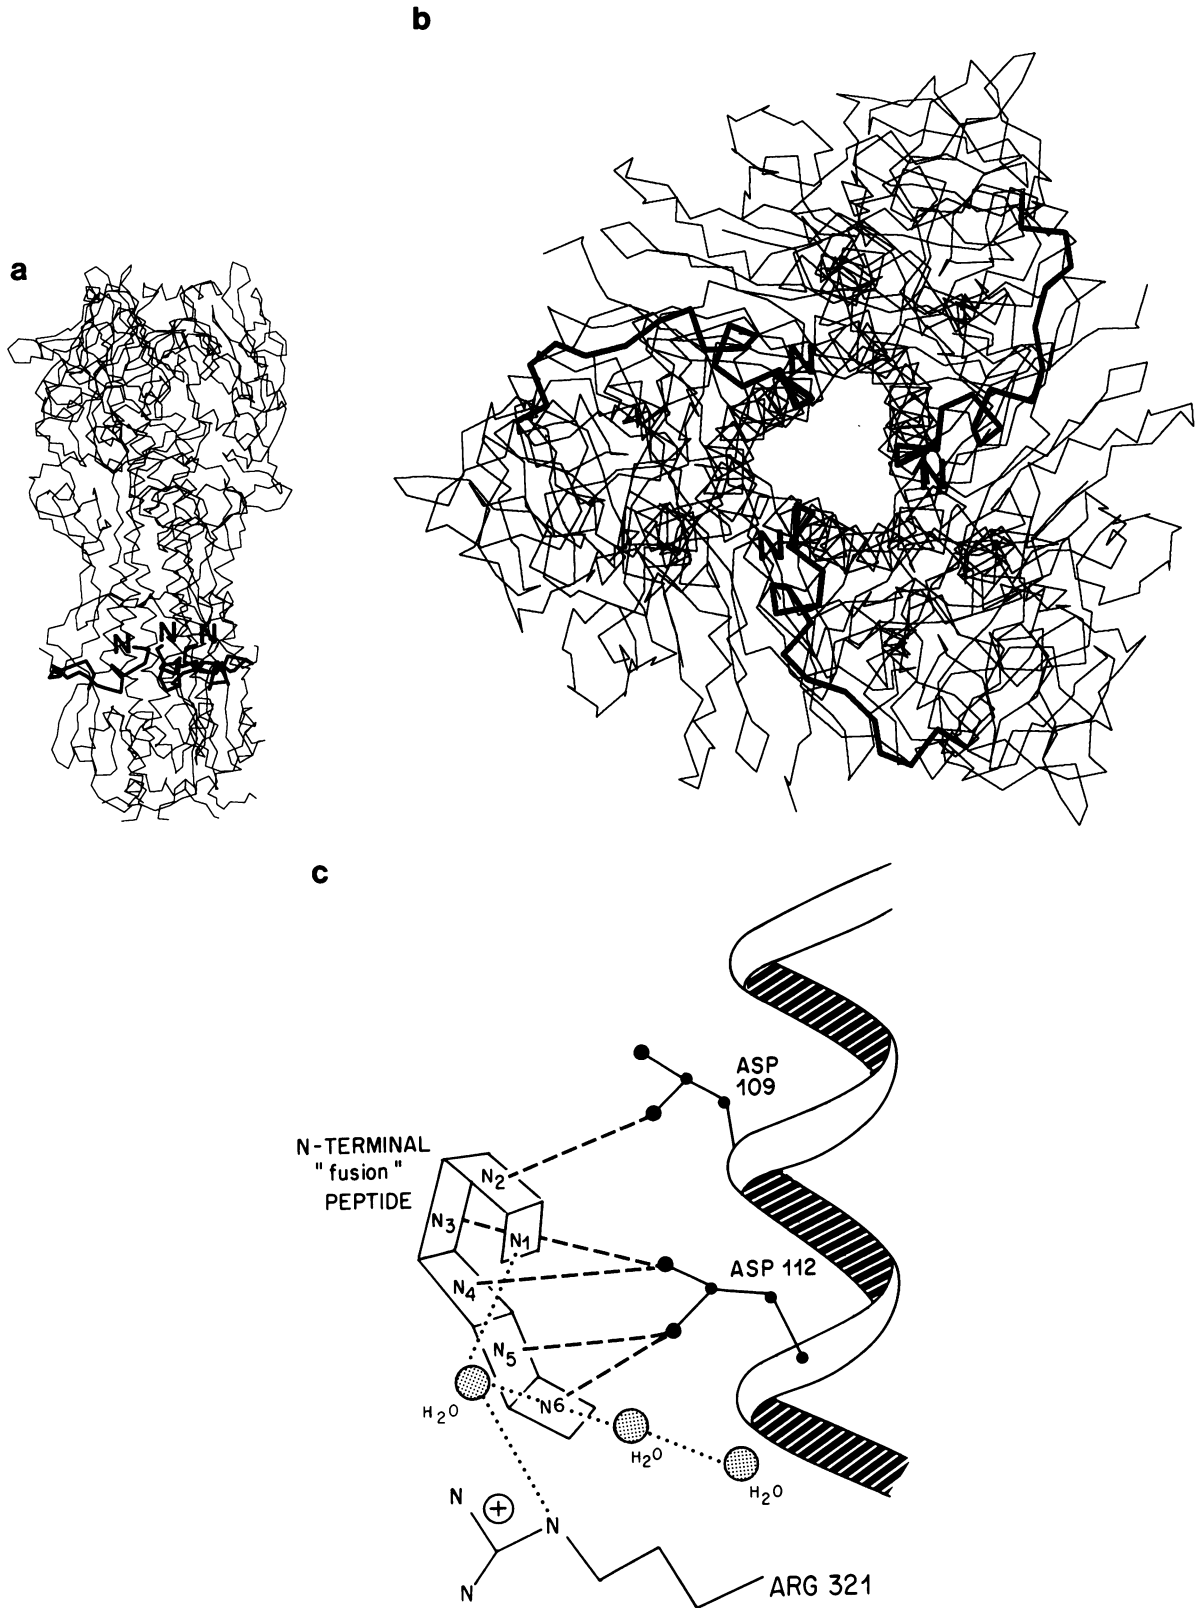 b
a
N
N
N
N
N
N
c
ASP
109
N-TERMINAL
"fusion"
PEPTIDE
N2
N3
N1
ASP 112
N4
N5
N6
H2O
H2O
H2O
N
+
N
N
ARG 321